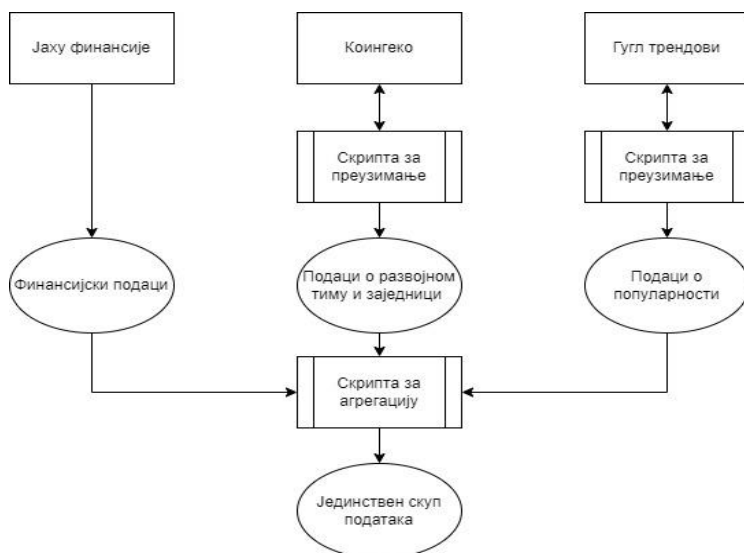 Јаху финансије
Коингеко
Гугл трендови
Скрипта за
преузимање
Скрипта за
преузимање
Финансијски подаци
Подаци о развојном
тиму и заједници
Подаци о
популарности
Скрипта за
агрегацију
Јединствен скуп
података